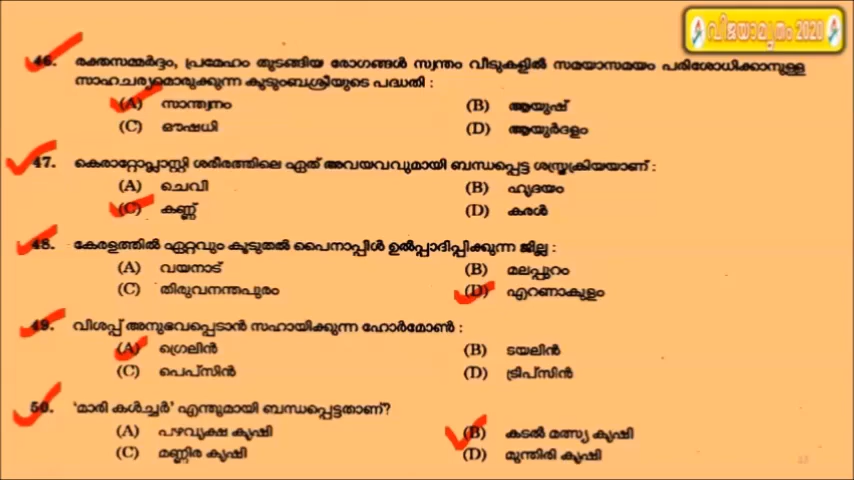 വിജയാമൃതം 2020
46. രക്തസമ്മർദ്ദം, പ്രമേഹം തുടങ്ങിയ രോഗങ്ങൾ സ്വന്തം വീടുകളിൽ സമയാസമയം പരിശോധിക്കാനുള്ള
സാഹചര്യമൊരുക്കുന്ന കുടുംബശ്രീയുടെ പദ്ധതി :
(A) സാന്ത്വനം (B) ആയുഷ്
(C) ഔഷധി (D) ആയുർദളം
47. കെരാറ്റോപ്ലാസ്റ്റി ശരീരത്തിലെ ഏത് അവയവവുമായി ബന്ധപ്പെട്ട ശസ്ത്രക്രിയയാണ് :
(A) ചെവി (B) ഹൃദയം
(C) കണ്ണ് (D) കരൾ
48. കേരളത്തിൽ ഏറ്റവും കൂടുതൽ പൈനാപ്പിൾ ഉൽപ്പാദിപ്പിക്കുന്ന ജില്ല :
(A) വയനാട് (B) മലപ്പുറം
(C) തിരുവനന്തപുരം (D) എറണാകുളം
49. വിശപ്പ് അനുഭവപ്പെടാൻ സഹായിക്കുന്ന ഹോർമോൺ :
(A) ഗ്രെലിൻ (B) ടയലിൻ
(C) പെപ്സിൻ (D) ട്രിപ്സിൻ
50. 'മാരി കൾച്ചർ' എന്തുമായി ബന്ധപ്പെട്ടതാണ്?
(A) പഴവൃക്ഷ കൃഷി (B) കടൽ മത്സ്യ കൃഷി
(C) മണ്ണിര കൃഷി (D) മുന്തിരി കൃഷി